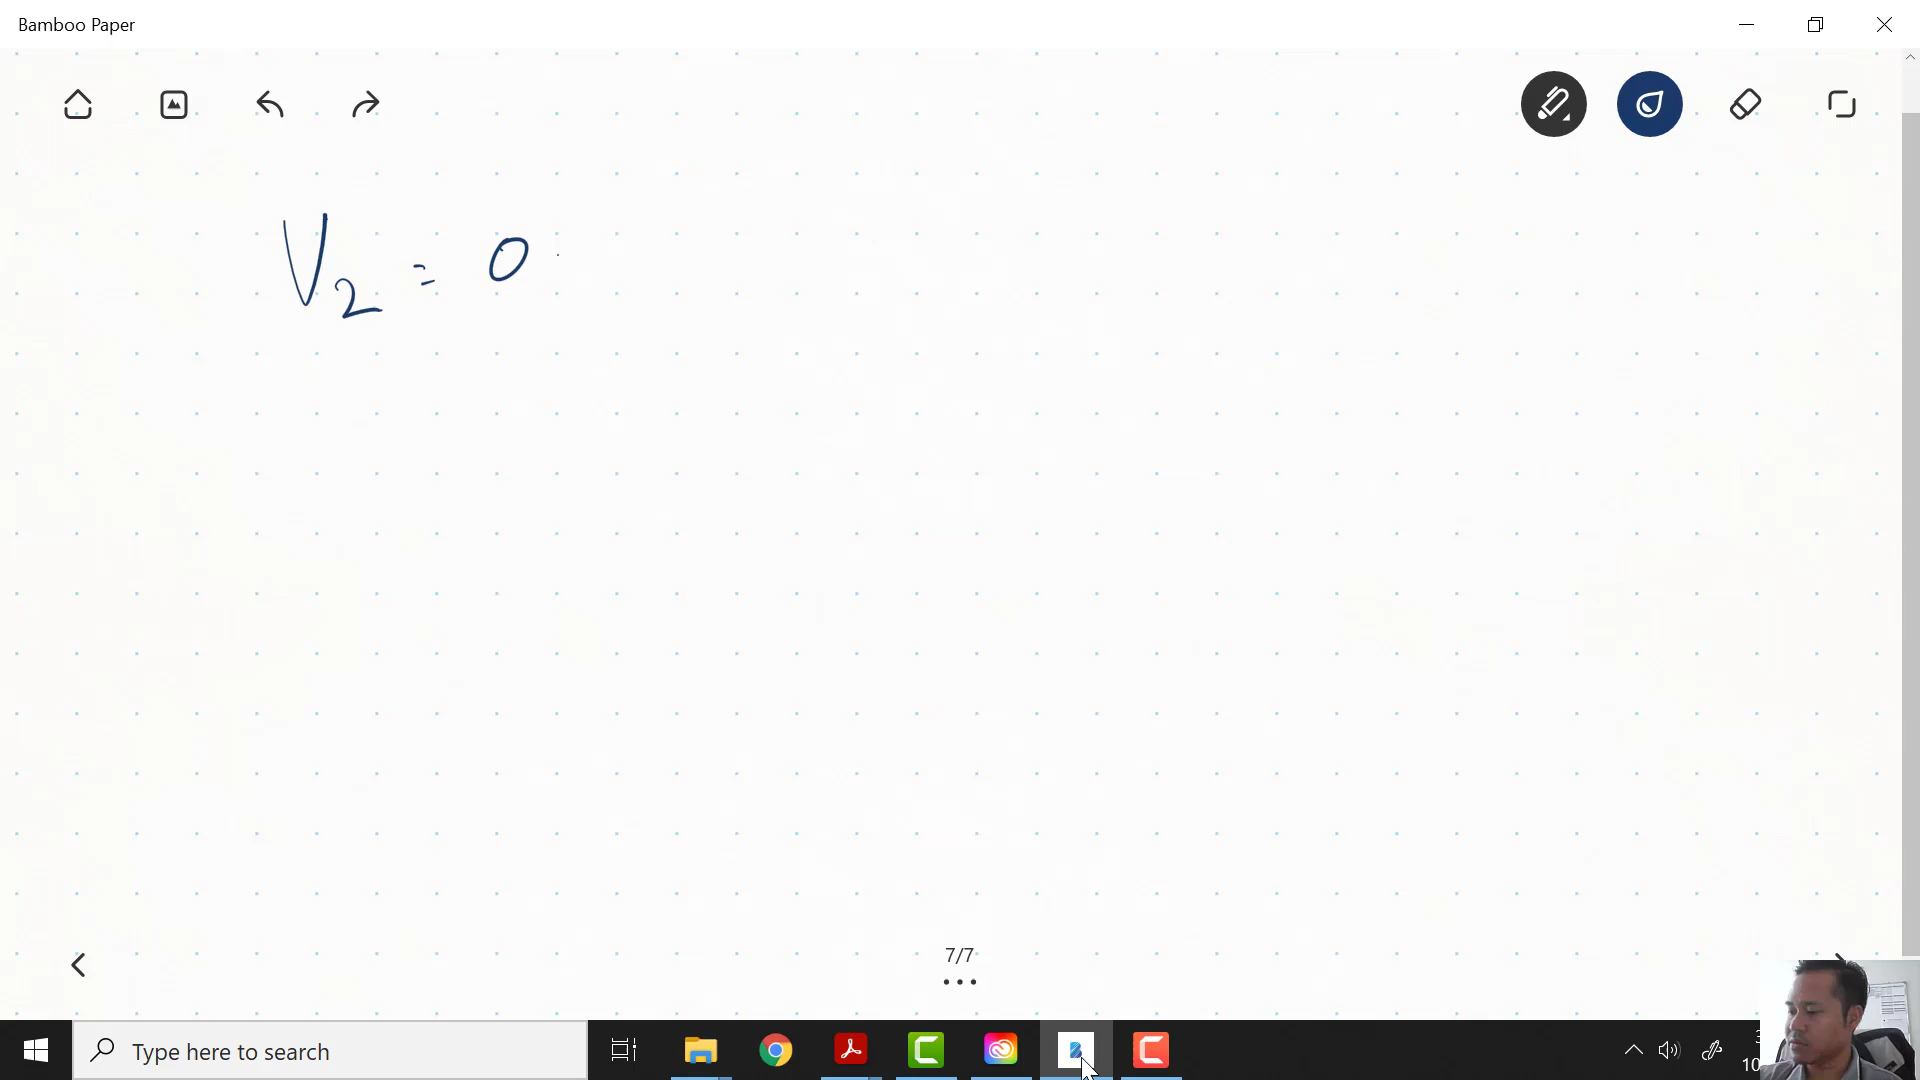 Bamboo Paper
V₂ = 0
7/7
Type here to search